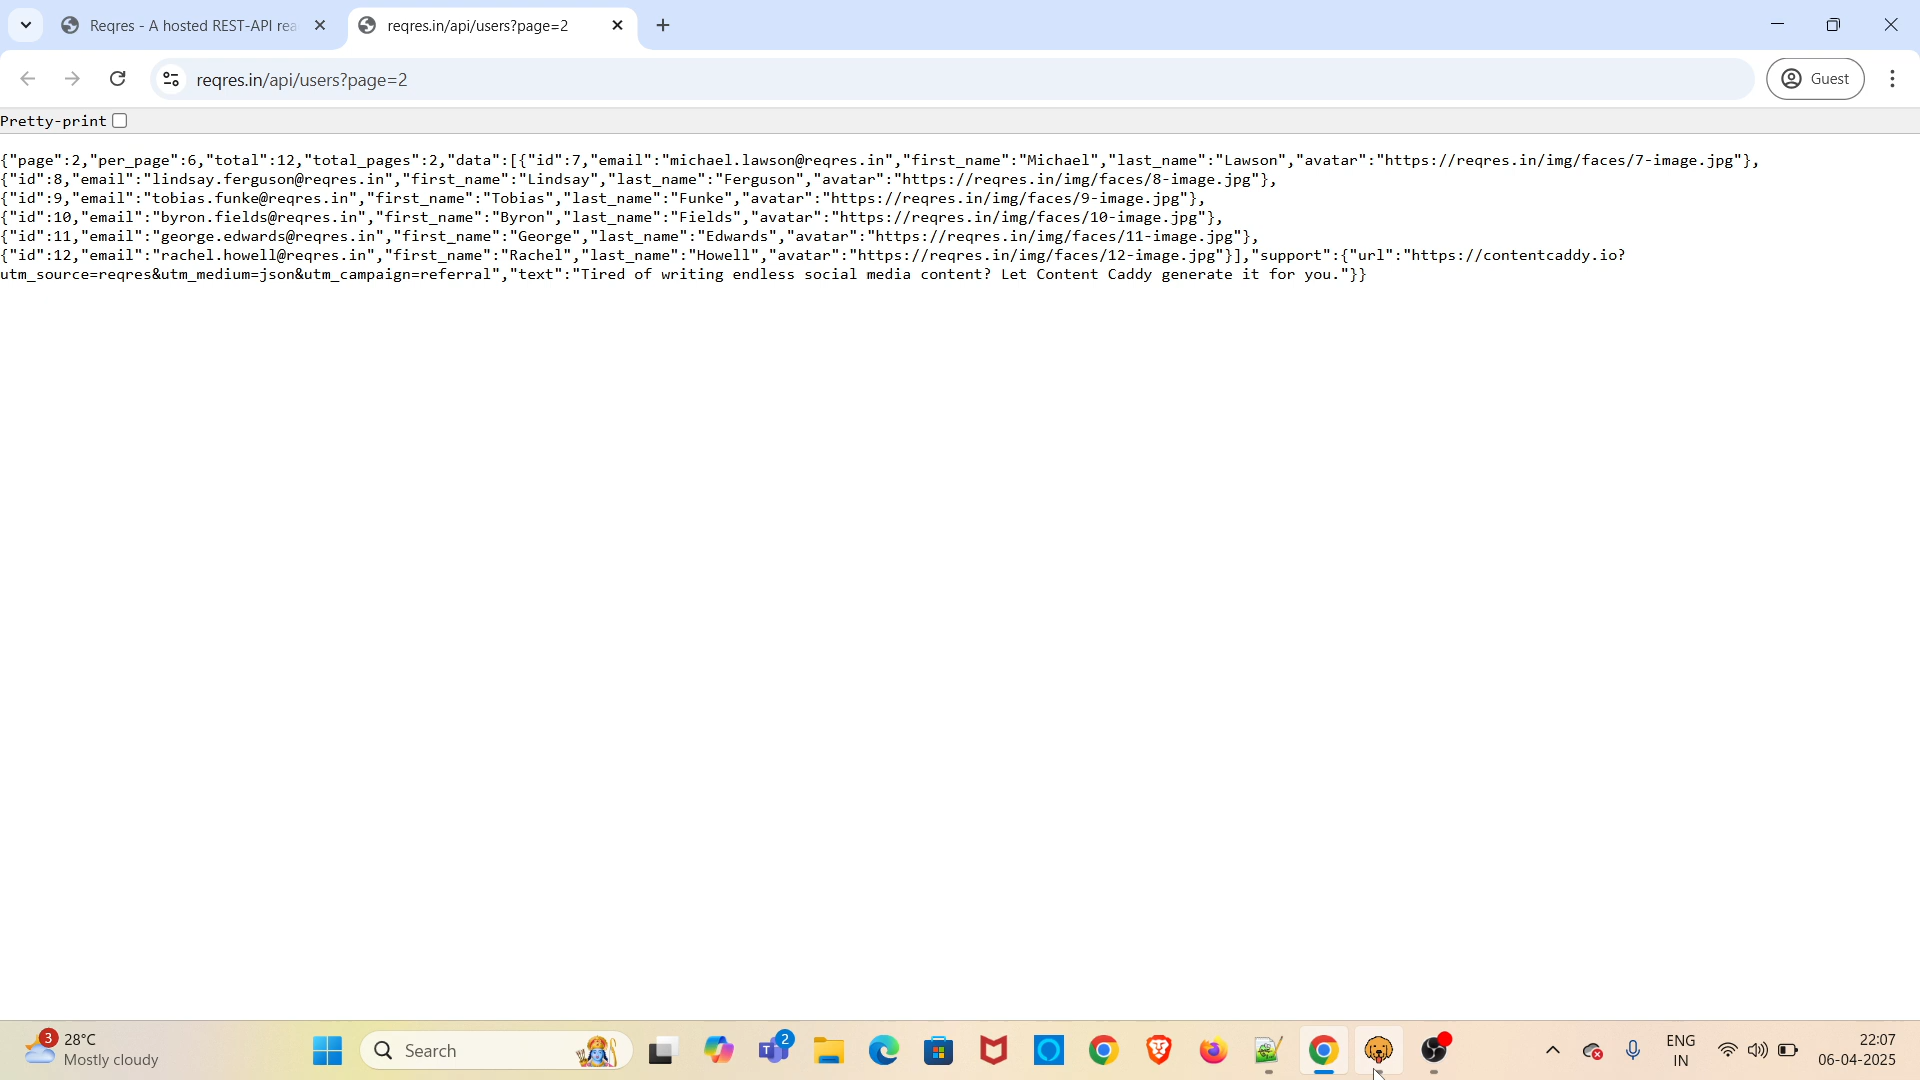 Reqres - A hosted REST-API rea
reqres.in/api/users?page=2
reqres.in/api/users?page=2
Guest
Pretty-print
{"page":2,"per_page":6,"total":12,"total_pages":2,"data":[{"id":7,"email":"michael.lawson@reqres.in","first_name":"Michael","last_name":"Lawson","avatar":"https://reqres.in/img/faces/7-image.jpg"},
{"id":8,"email":"lindsay.ferguson@reqres.in","first_name":"Lindsay","last_name":"Ferguson","avatar":"https://reqres.in/img/faces/8-image.jpg"},
{"id":9,"email":"tobias.funke@reqres.in","first_name":"Tobias","last_name":"Funke","avatar":"https://reqres.in/img/faces/9-image.jpg"},
{"id":10,"email":"byron.fields@reqres.in","first_name":"Byron","last_name":"Fields","avatar":"https://reqres.in/img/faces/10-image.jpg"},
{"id":11,"email":"george.edwards@reqres.in","first_name":"George","last_name":"Edwards","avatar":"https://reqres.in/img/faces/11-image.jpg"},
{"id":12,"email":"rachel.howell@reqres.in","first_name":"Rachel","last_name":"Howell","avatar":"https://reqres.in/img/faces/12-image.jpg"}],"support":{"url":"https://contentcaddy.io?
utm_source=reqres&utm_medium=json&utm_campaign=referral","text":"Tired of writing endless social media content? Let Content Caddy generate it for you."}}
3
28°C
Mostly cloudy
Search
2
ENG
IN
22:07
06-04-2025